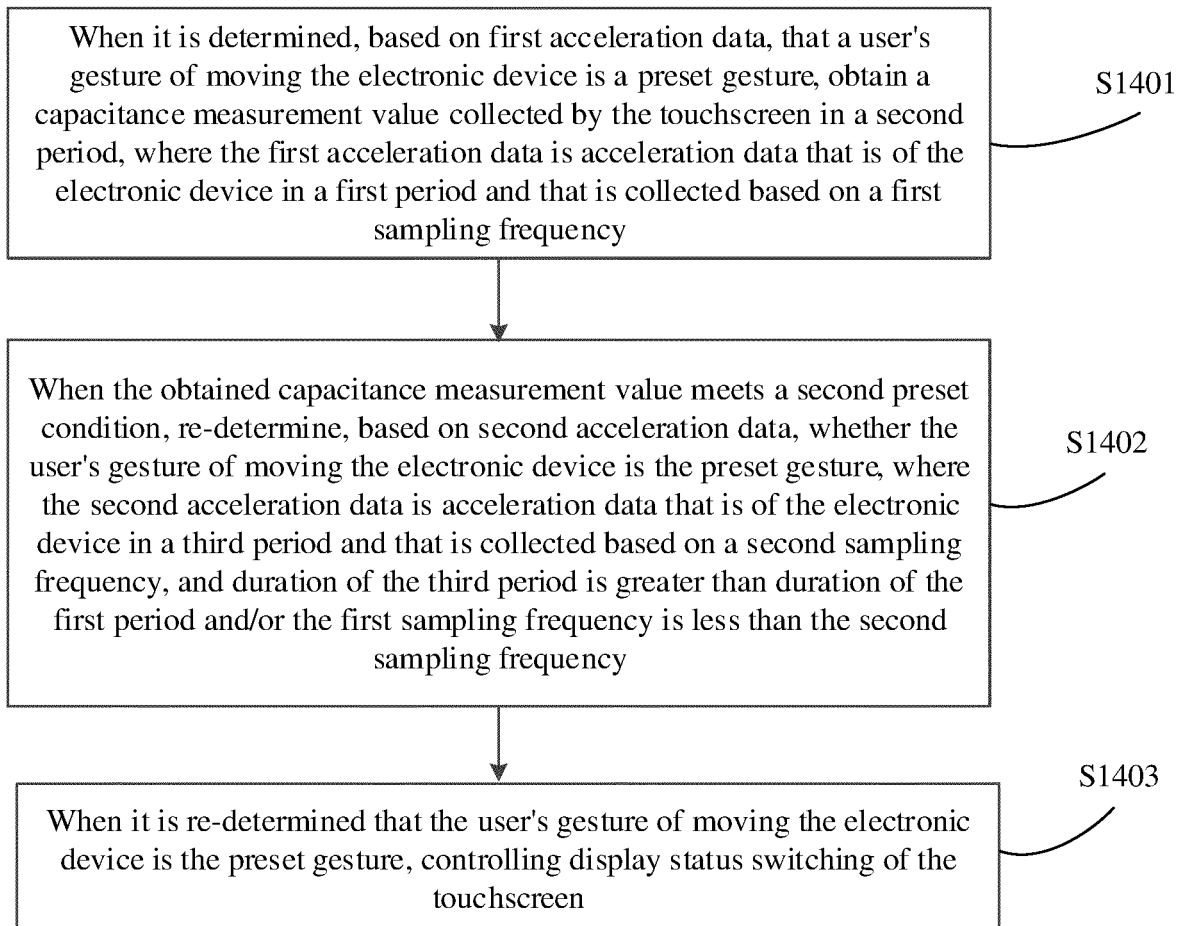 When it is determined, based on first acceleration data, that a user's
gesture of moving the electronic device is a preset gesture, obtain a
capacitance measurement value collected by the touchscreen in a second
period, where the first acceleration data is acceleration data that is of the
electronic device in a first period and that is collected based on a first
sampling frequency
S1401
When the obtained capacitance measurement value meets a second preset
condition, re-determine, based on second acceleration data, whether the
user's gesture of moving the electronic device is the preset gesture, where
the second acceleration data is acceleration data that is of the electronic
device in a third period and that is collected based on a second sampling
frequency, and duration of the third period is greater than duration of the
first period and/or the first sampling frequency is less than the second
sampling frequency
S1402
When it is re-determined that the user's gesture of moving the electronic
device is the preset gesture, controlling display status switching of the
touchscreen
S1403